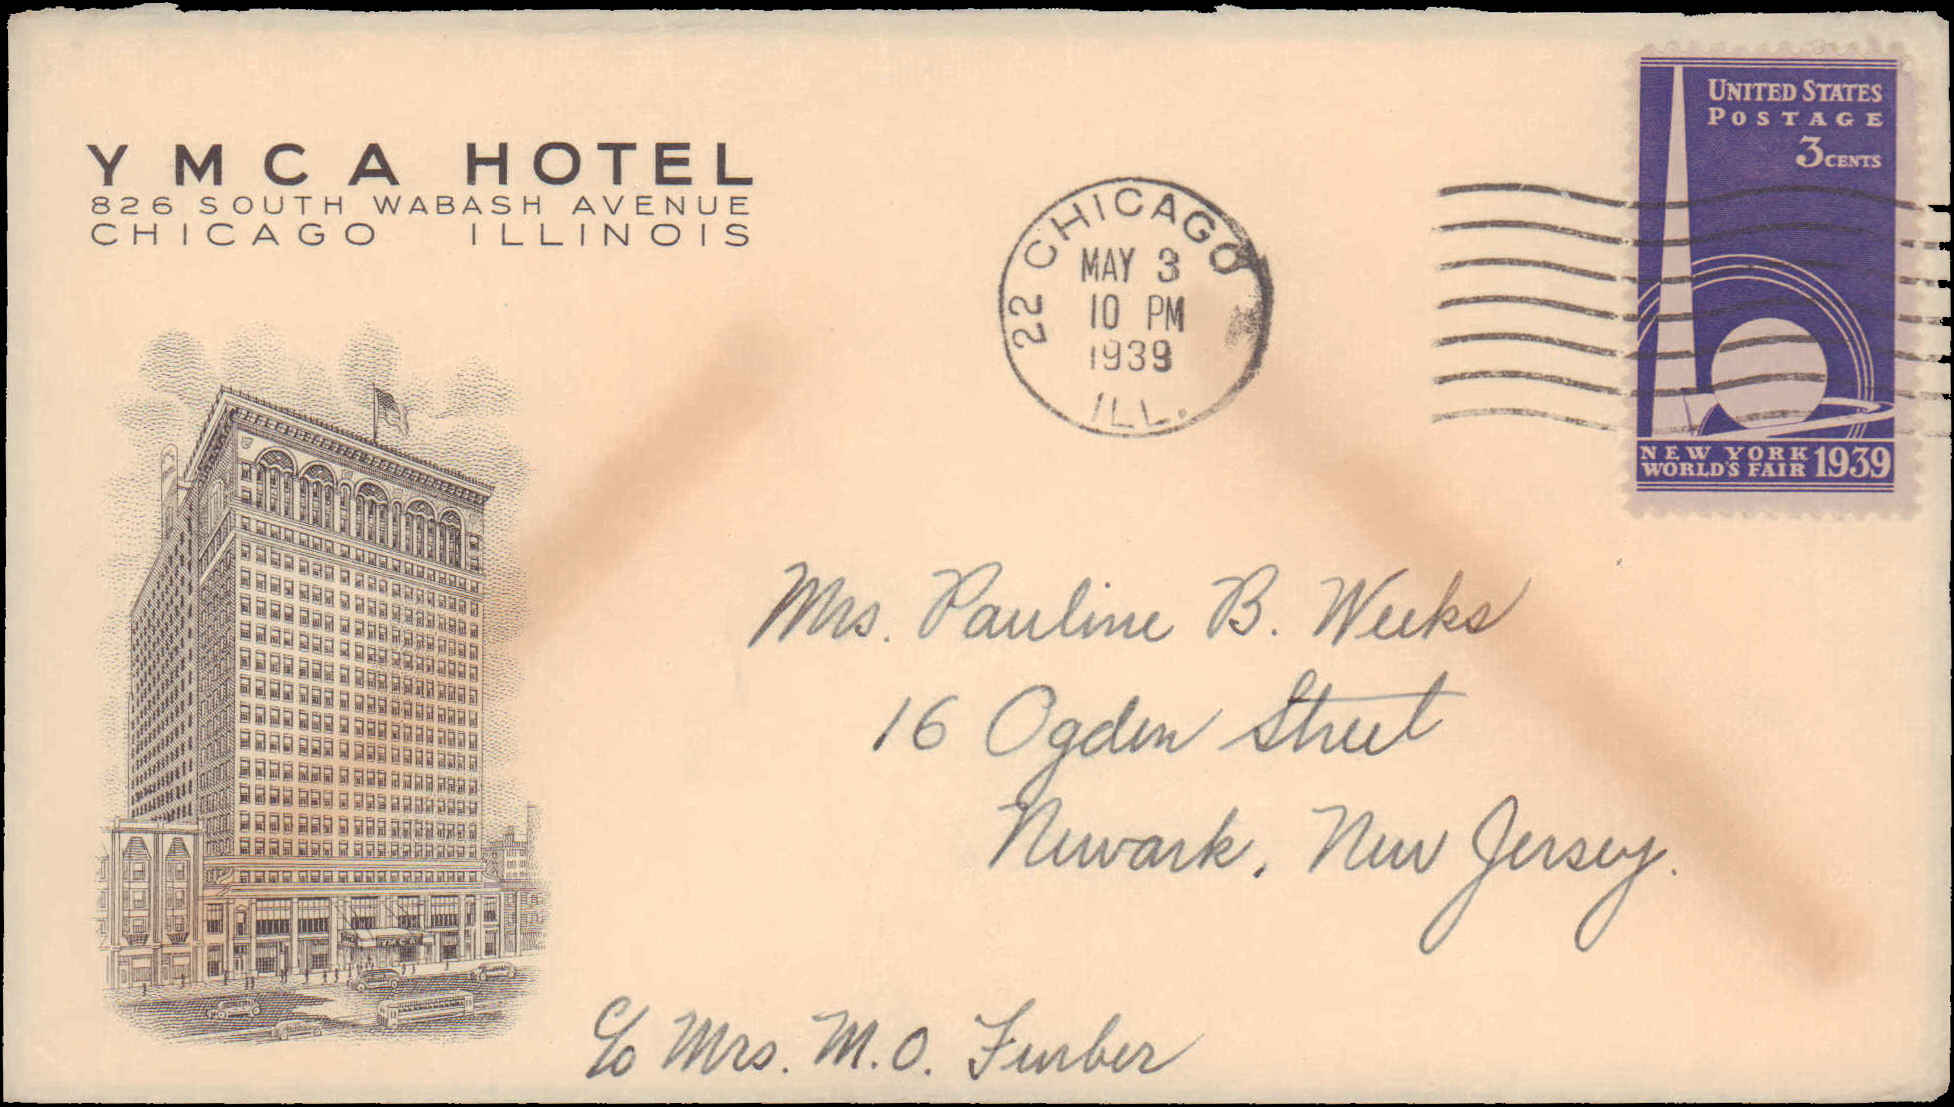 YMCA HOTEL
826 SOUTH WABASH AVENUE
CHICAGO ILLINOIS
22 CHICAGO ILL.
MAY 3
10 PM
1939
UNITED STATES
POSTAGE
3 CENTS
NEW YORK
WORLD'S FAIR 1939
Mrs. Pauline B. Weeks
16 Ogden Street
Newark, New Jersey.
c/o Mrs. M.O. Furber